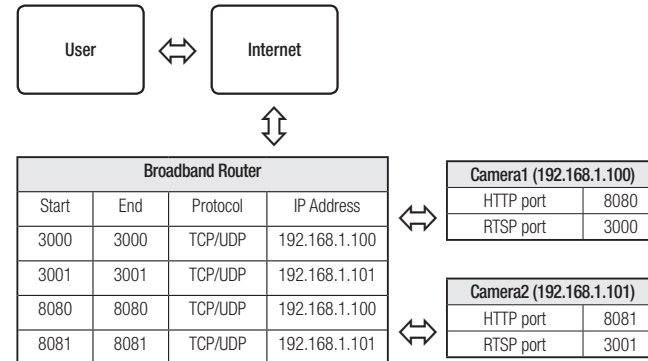 User
Internet
Broadband Router
Start End Protocol IP Address
3000 3000 TCP/UDP 192.168.1.100
3001 3001 TCP/UDP 192.168.1.101
8080 8080 TCP/UDP 192.168.1.100
8081 8081 TCP/UDP 192.168.1.101
Camera1 (192.168.1.100)
HTTP port 8080
RTSP port 3000
Camera2 (192.168.1.101)
HTTP port 8081
RTSP port 3001